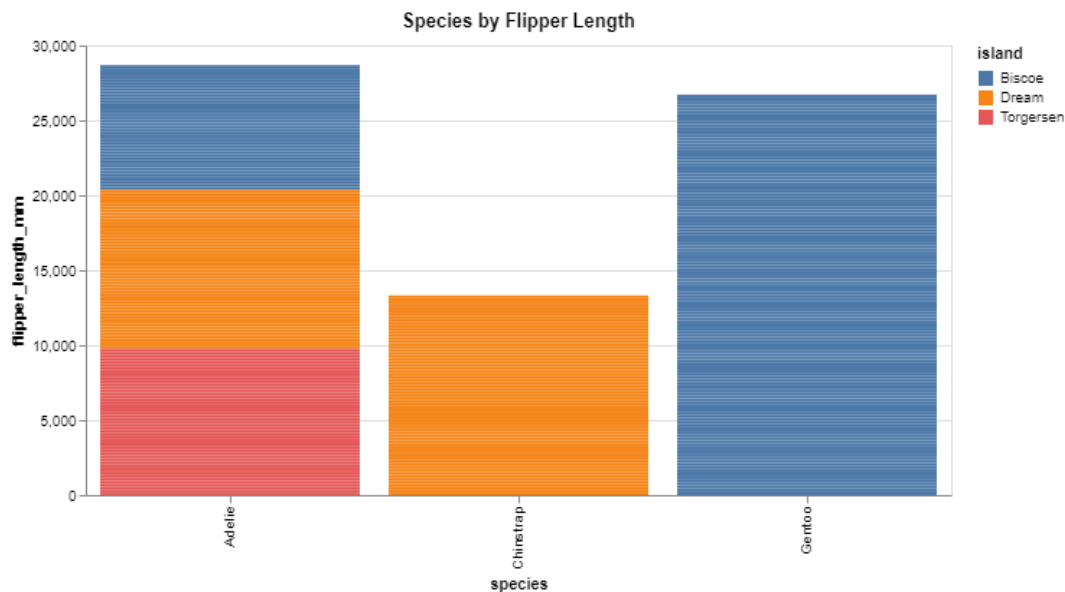 Species by Flipper Length
30,000
25,000
20,000
15,000
10,000
5,000
0
flipper_length_mm
Adelie
Chinstrap
Gentoo
species
island
Biscoe
Dream
Torgersen